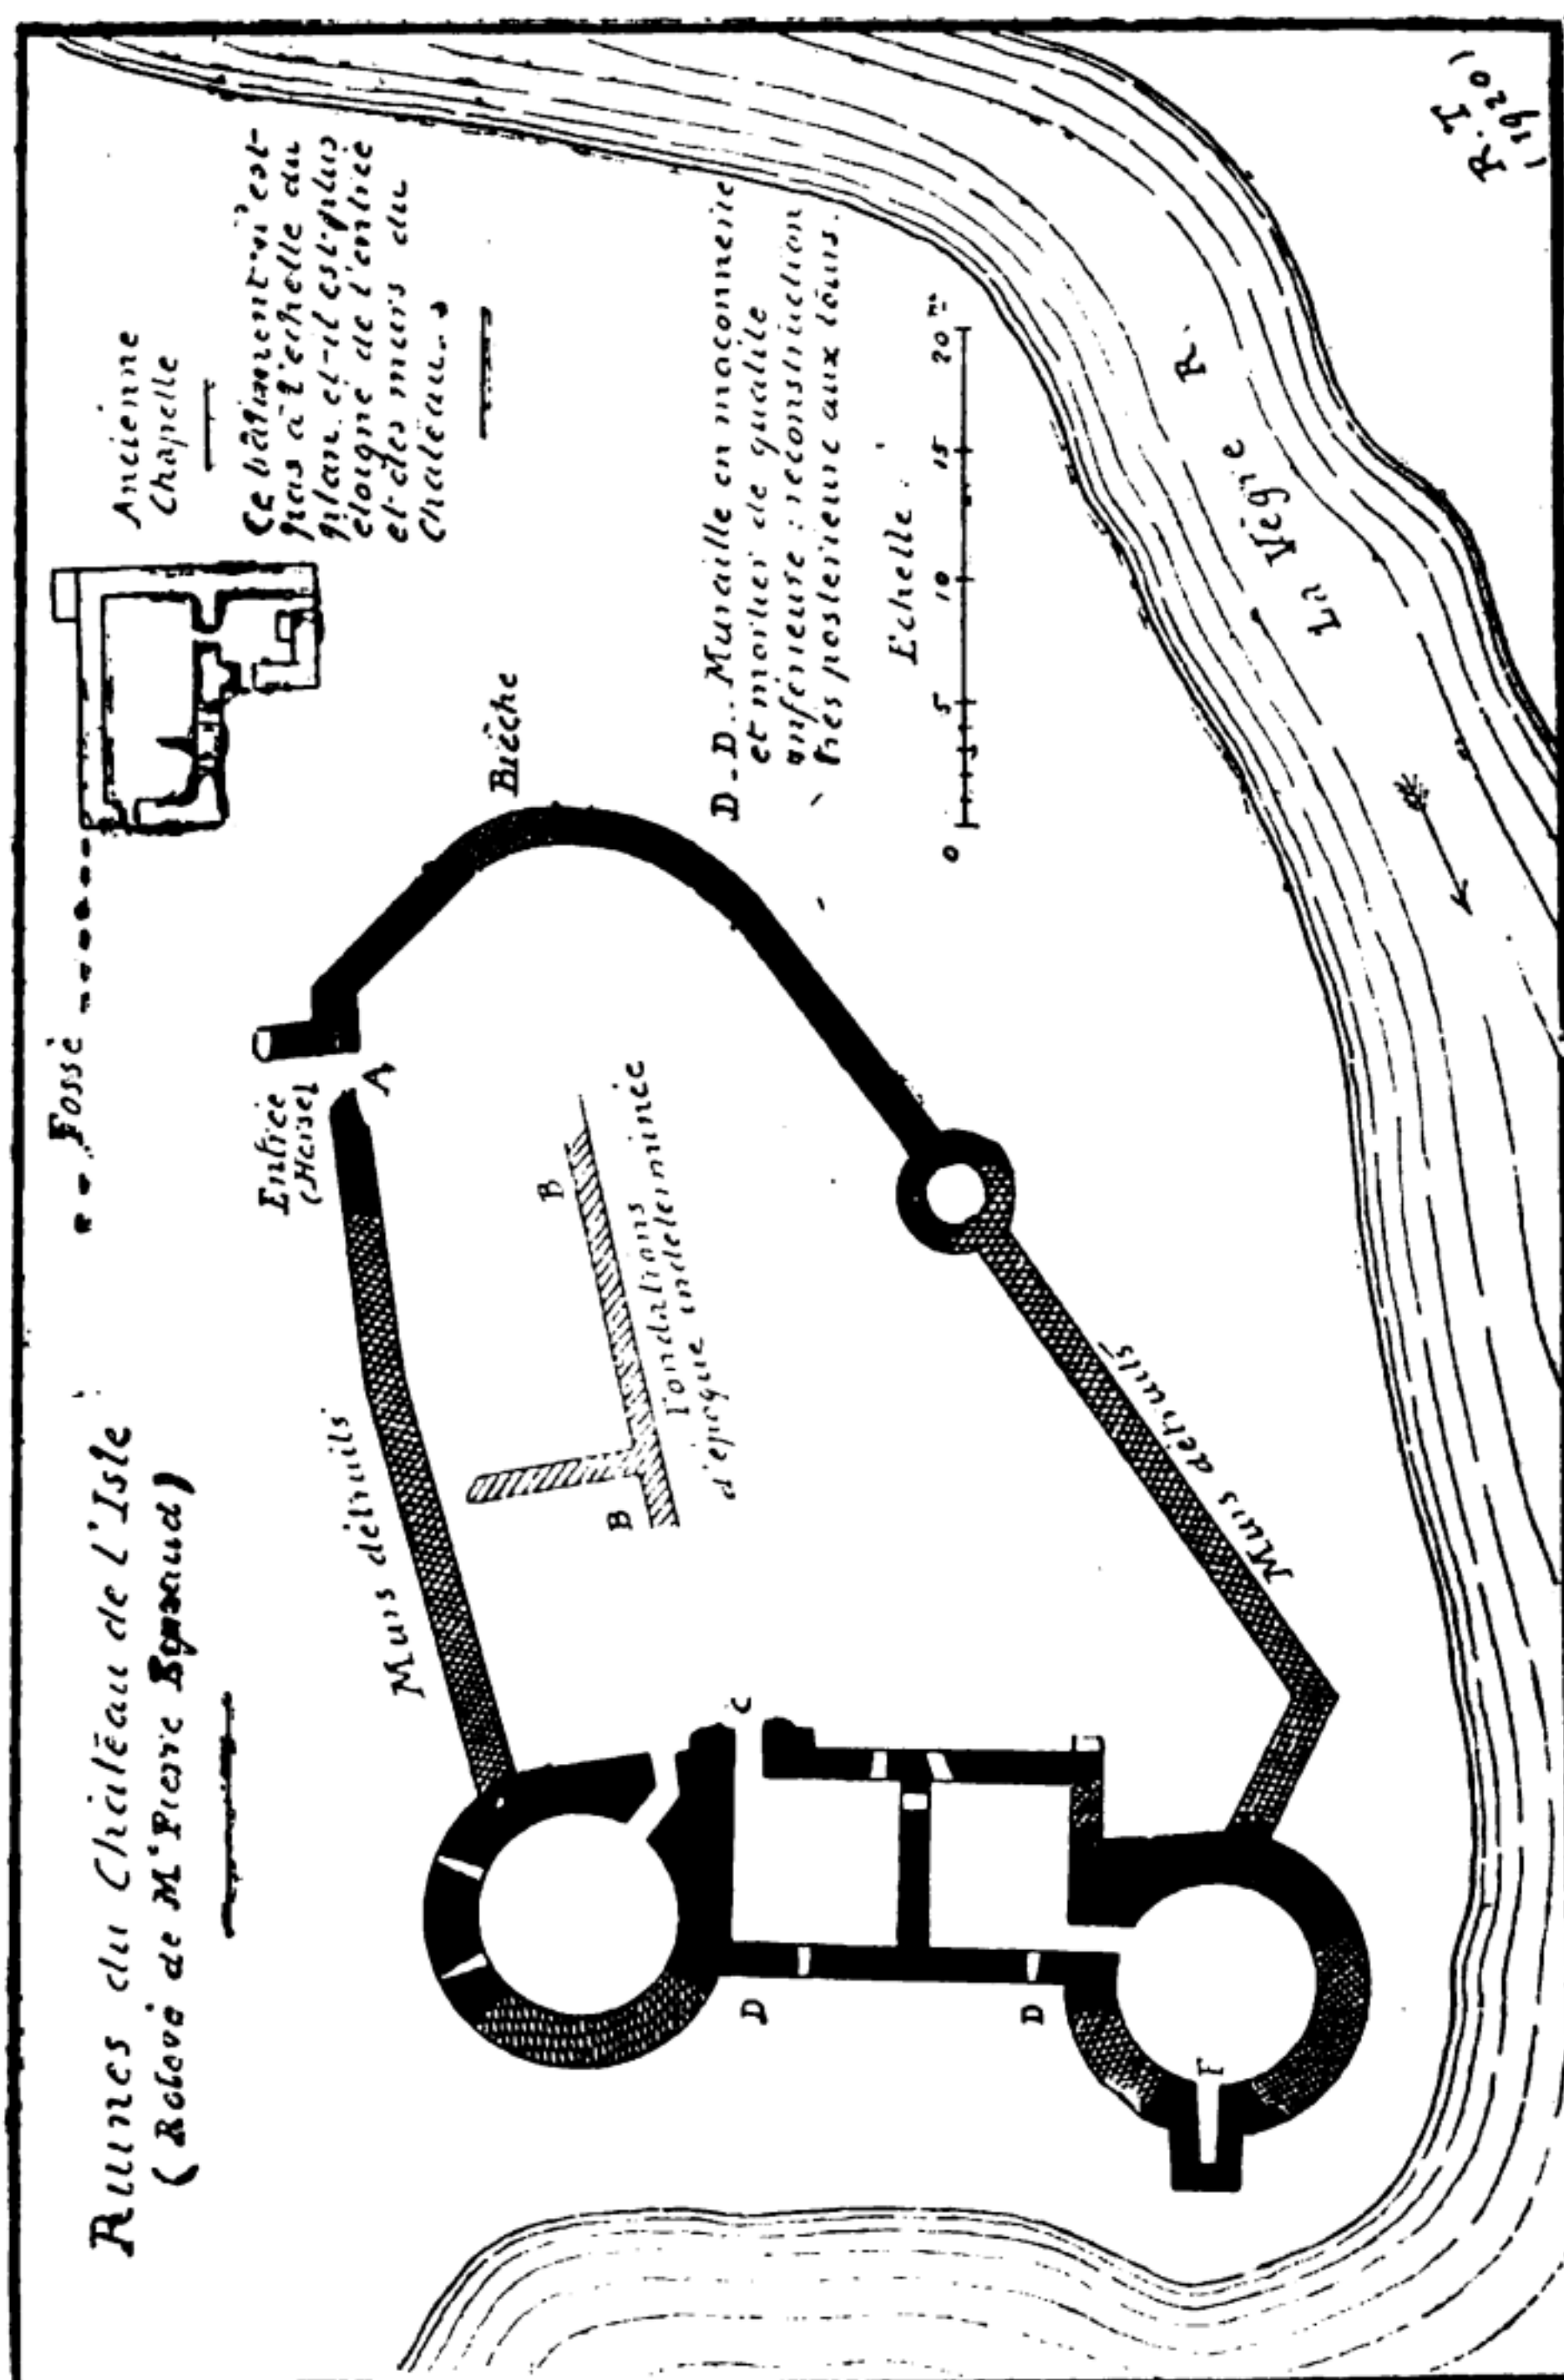 Ruines du Château de L'Isle
(Relevé de Mr Pierre
Fossé
Ancienne
Chapelle
Ce bâtiment n'est
pas à l'échelle du
plan et il est plus
éloigné de l'entrée
et des murs du
Château.
Entrée
(Herse)
A
Brèche
Murs détruits
B
B
Fondations
d'époque indéterminée
C
D-D. Muraille en maçonnerie
et mortier de qualité
inférieure : reconstruction
très postérieure aux tours.
Echelle.
0 5 10 15 20 m
Murs détruits
D
D
La Vègre R.
R. T.
(1920)